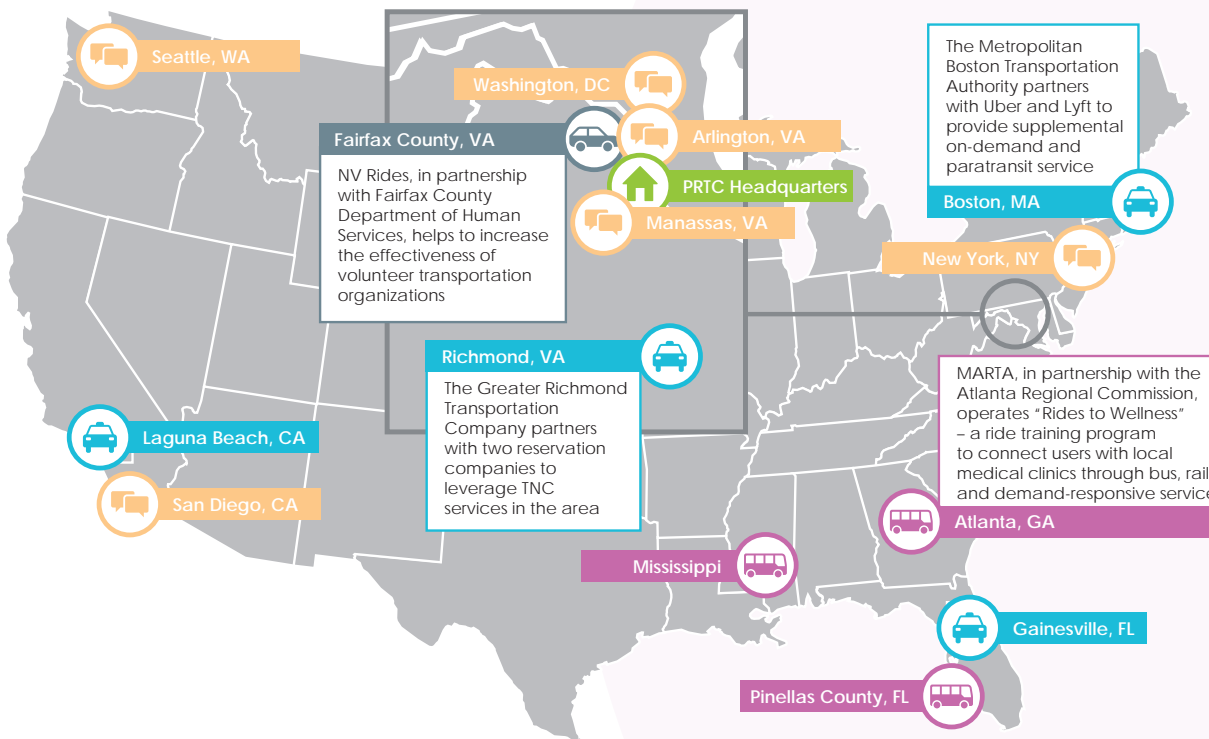 Seattle, WA
Washington, DC
Fairfax County, VA
Arlington, VA
PRTC Headquarters
Manassas, VA
NV Rides, in partnership
with Fairfax County
Department of Human
Services, helps to increase
the effectiveness of
volunteer transportation
organizations
The Metropolitan
Boston Transportation
Authority partners
with Uber and Lyft to
provide supplemental
on-demand and
paratransit service
Boston, MA
New York, NY
Richmond, VA
The Greater Richmond
Transportation
Company partners
with two reservation
companies to
leverage TNC
services in the area
MARTA, in partnership with the
Atlanta Regional Commission,
operates “Rides to Wellness”
– a ride training program
to connect users with local
medical clinics through bus, rail
and demand-responsive service
Atlanta, GA
Laguna Beach, CA
San Diego, CA
Mississippi
Gainesville, FL
Pinellas County, FL